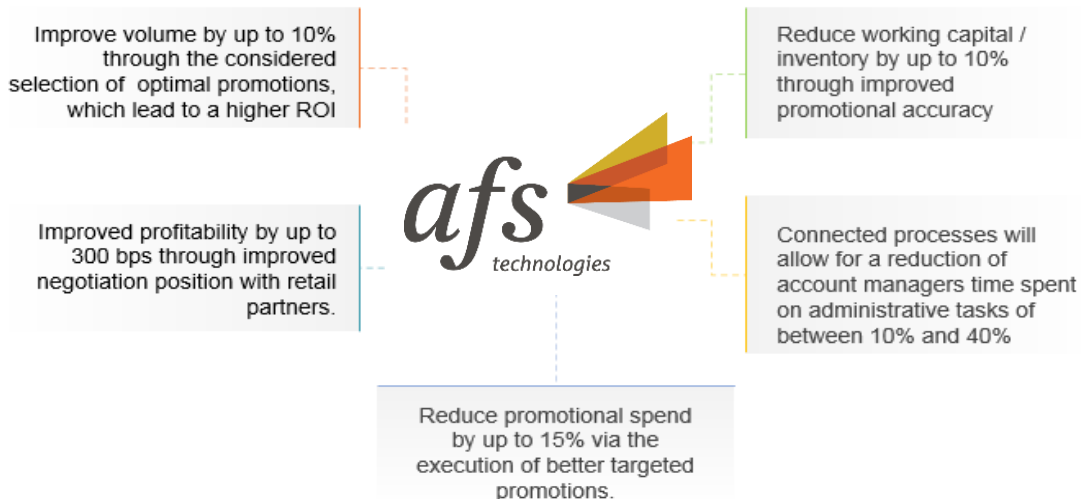 Improve volume by up to 10%
through the considered
selection of optimal promotions,
which lead to a higher ROI
Reduce working capital /
inventory by up to 10%
through improved
promotional accuracy
afs
technologies
Improved profitability by up to
300 bps through improved
negotiation position with retail
partners.
Connected processes will
allow for a reduction of
account managers time spent
on administrative tasks of
between 10% and 40%
Reduce promotional spend
by up to 15% via the
execution of better targeted
promotions.